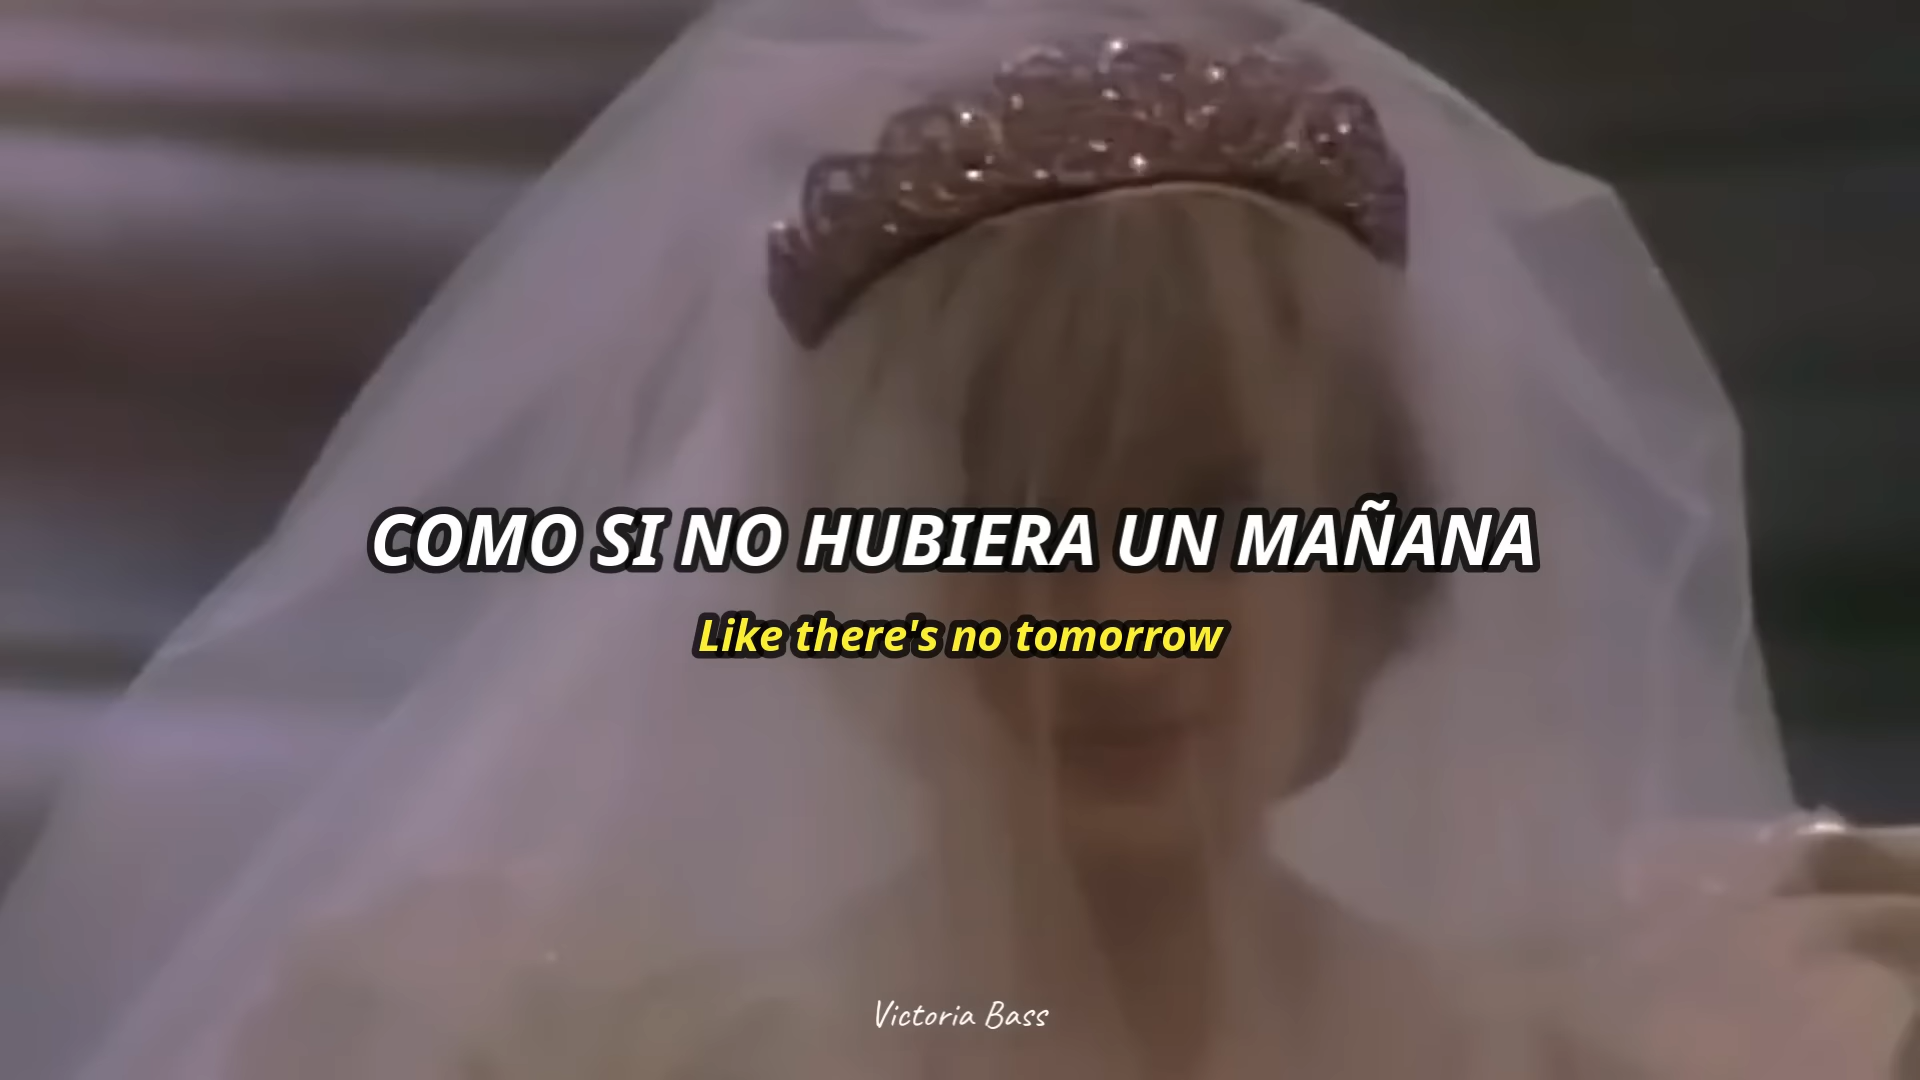 COMO SI NO HUBIERA UN MAÑANA
Like there's no tomorrow
Victoria Bass